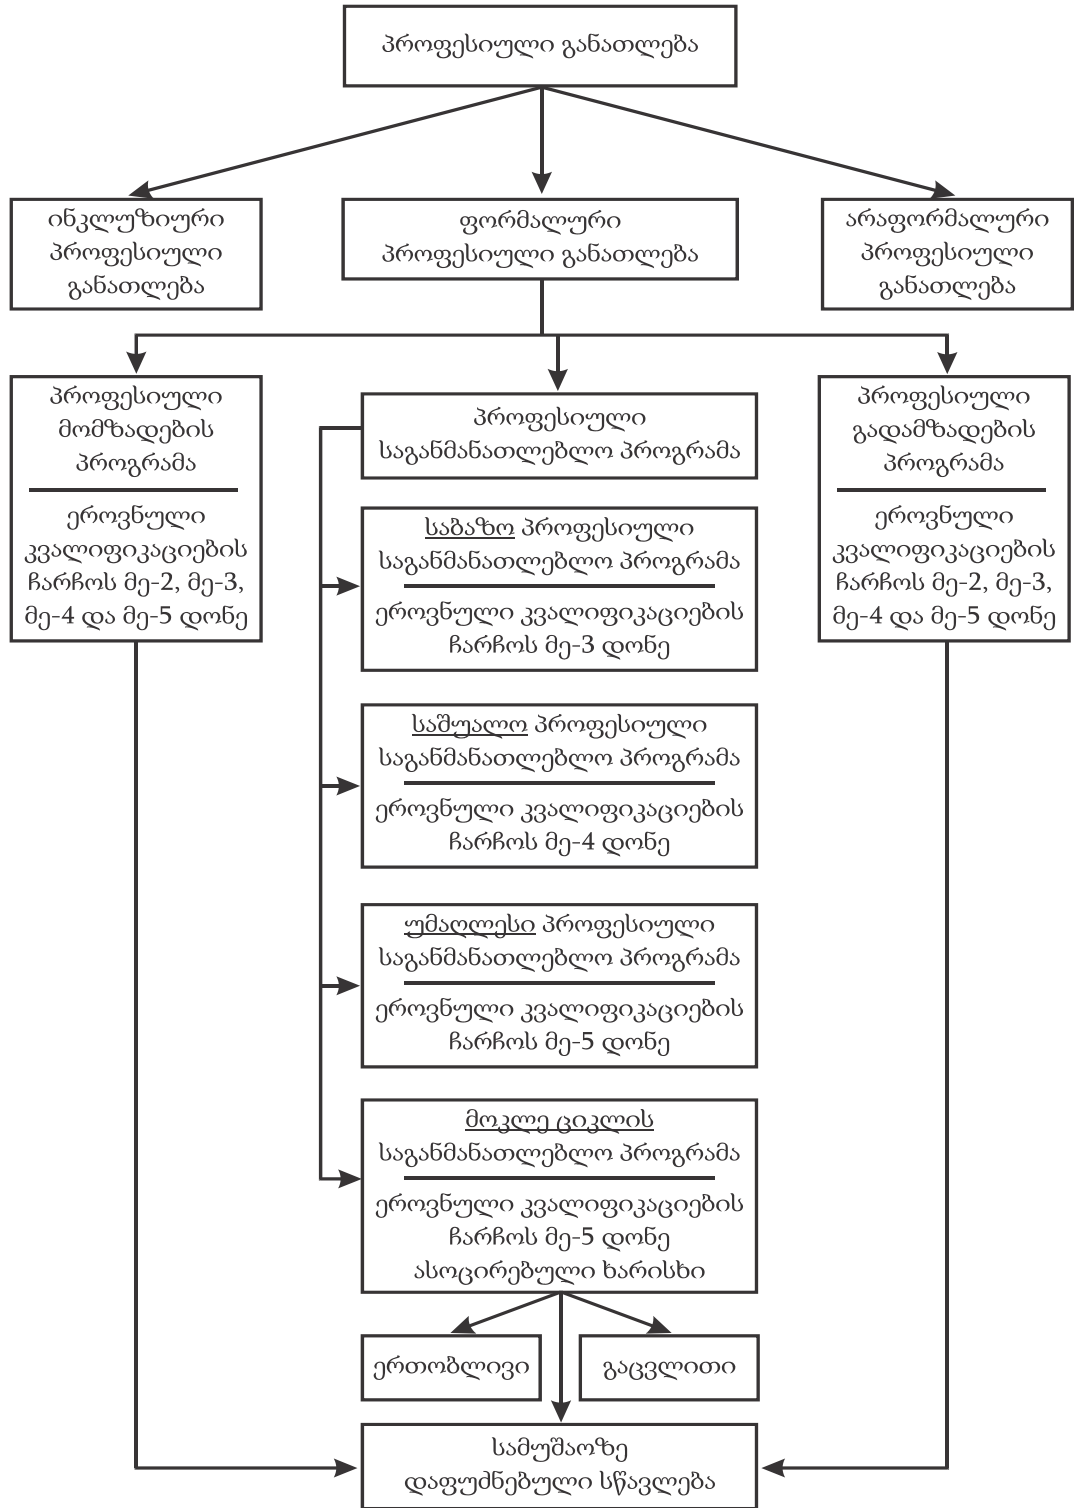 პროფესიული განათლება
ინკლუზიური
პროფესიული
განათლება
ფორმალური
პროფესიული განათლება
არაფორმალური
პროფესიული
განათლება
პროფესიული
მომზადების
პროგრამა
ეროვნული
კვალიფიკაციების
ჩარჩოს მე-2, მე-3,
მე-4 და მე-5 დონე
პროფესიული
საგანმანათლებლო პროგრამა
საბაზო პროფესიული
საგანმანათლებლო პროგრამა
ეროვნული კვალიფიკაციების
ჩარჩოს მე-3 დონე
საშუალო პროფესიული
საგანმანათლებლო პროგრამა
ეროვნული კვალიფიკაციების
ჩარჩოს მე-4 დონე
უმაღლესი პროფესიული
საგანმანათლებლო პროგრამა
ეროვნული კვალიფიკაციების
ჩარჩოს მე-5 დონე
მოკლე ციკლის
საგანმანათლებლო პროგრამა
ეროვნული კვალიფიკაციების
ჩარჩოს მე-5 დონე
ასოცირებული ხარისხი
პროფესიული
გადამზადების
პროგრამა
ეროვნული
კვალიფიკაციების
ჩარჩოს მე-2, მე-3,
მე-4 და მე-5 დონე
ერთობლივი
გაცვლითი
სამუშაოზე
დაფუძნებული სწავლება